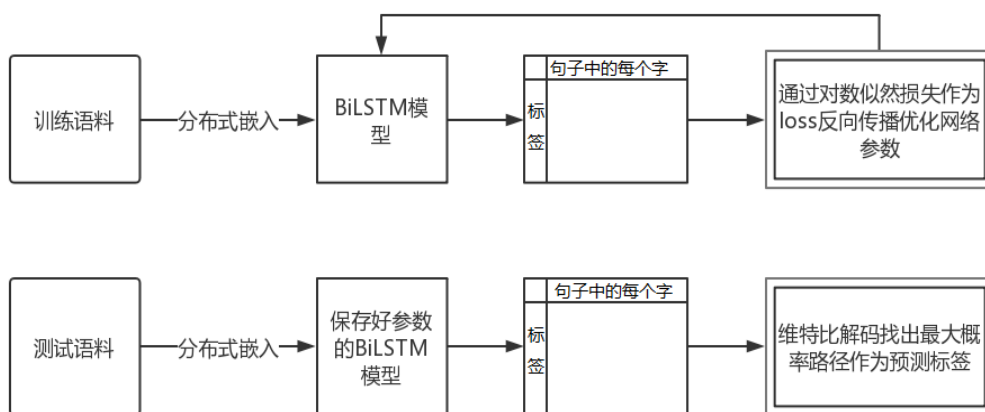 句子中的每个字
训练语料
分布式嵌入
BiLSTM模
型
标
签
通过对数似然损失作为
loss反向传播优化网络
参数
句子中的每个字
测试语料
分布式嵌入
保存好参数
的BiLSTM
模型
标
签
维特比解码找出最大概
率路径作为预测标签